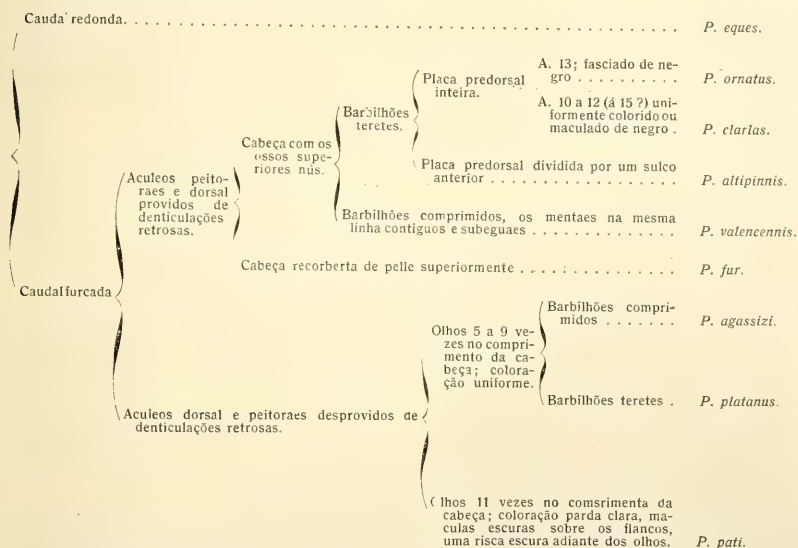 Cauda redonda. . . . . . . . . . . . . . . . . . . . . . . . . . . . . . P. eques.
A. 13; fasciado de ne-
gro . . . . . . . . . . P. ornatus.
Placa predorsal
inteira.
A. 10 a 12 (á 15 ?) uni-
formente colorido ou
maculado de negro . P. clarias.
Barbilhões
teretes.
Placa predorsal dividida por um sulco
anterior . . . . . . . . . . . . . . . . . P. altipinnis.
Cabeça com os
ossos supe-
riores nús.
Barbilhões comprimidos, os mentaes na mesma
linha contiguos e subeguaes . . . . . . . . . . . . . P. valencennis.
Aculeos peito-
raes e dorsal
providos de
denticulações
retrosas.
Cabeça recorberta de pelle superiormente . . . . . . . . . . . . P. fur.
Caudal furcada
Barbilhões compri-
midos . . . . . . . P. agassizi.
Olhos 5 a 9 ve-
zes no compri-
mento da ca-
beça; colora-
ção uniforme.
Barbilhões teretes . P. platanus.
Aculeos dorsal e peitoraes desprovidos de
denticulações retrosas.
Olhos 11 vezes no comsrimenta da
cabeça; coloração parda clara, ma-
culas escuras sobre os flancos,
uma risca escura adiante dos olhos. P. pati.